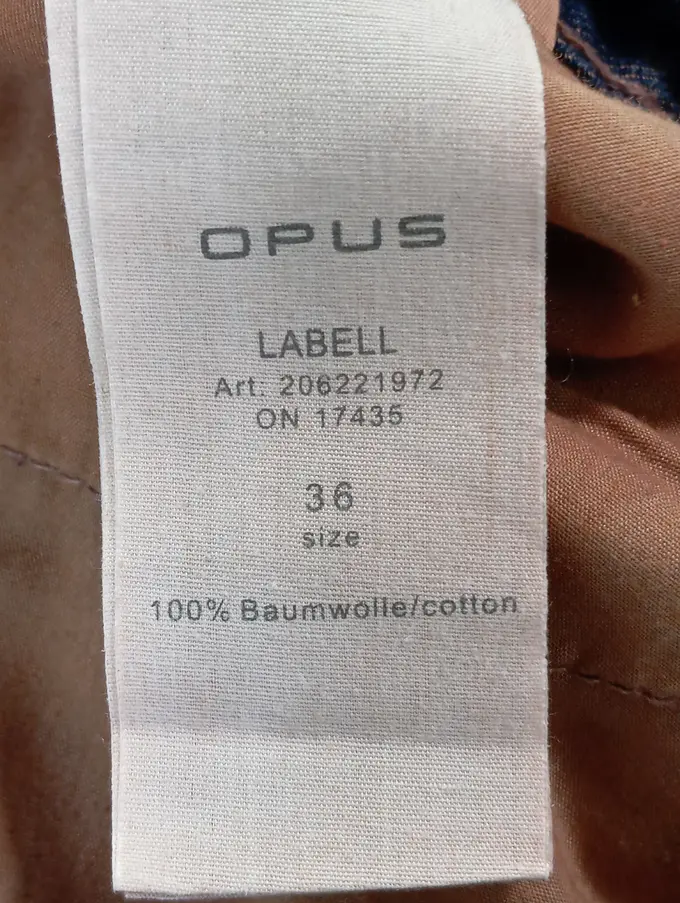 OPUS
LABELL
Art. 206221972
ON 17435
36
size
100% Baumwolle/cotton